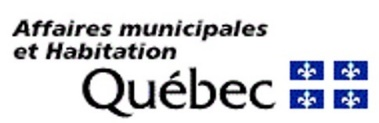 Affaires municipales
et Habitation
Québec